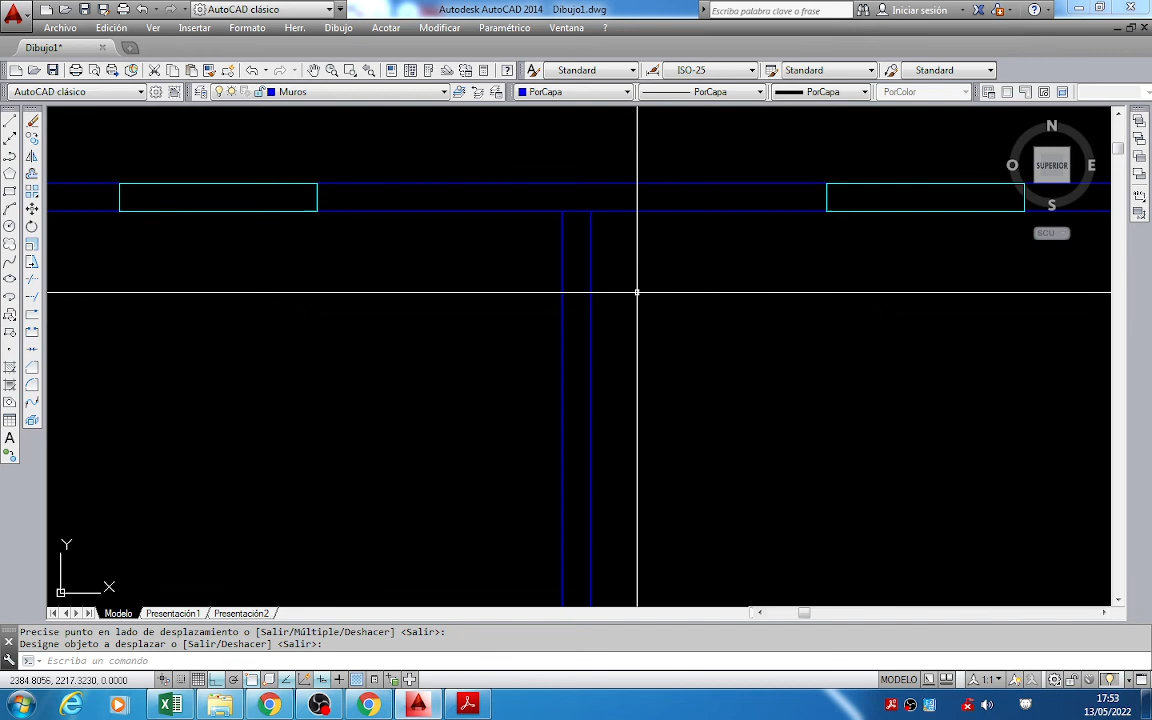 AutoCAD clásico
Autodesk AutoCAD 2014 Dibujo1.dwg
Escriba palabra clave o frase
Iniciar sesión
Archivo Edición Ver Insertar Formato Herr. Dibujo Acotar Modificar Paramétrico Ventana ?
Dibujo1*
Standard ISO-25 Standard Standard
AutoCAD clásico Muros PorCapa PorCapa PorCapa PorColor
N
O SUPERIOR E
S
SCU
A
Y
X
Modelo Presentación1 Presentación2
Precise punto en lado de desplazamiento o [Salir/Múltiple/Deshacer] <Salir>:
Designe objeto a desplazar o [Salir/Deshacer] <Salir>:
Escriba un comando
2384.8056, 2217.3230, 0.0000 MODELO 1:1
17:53
13/05/2022